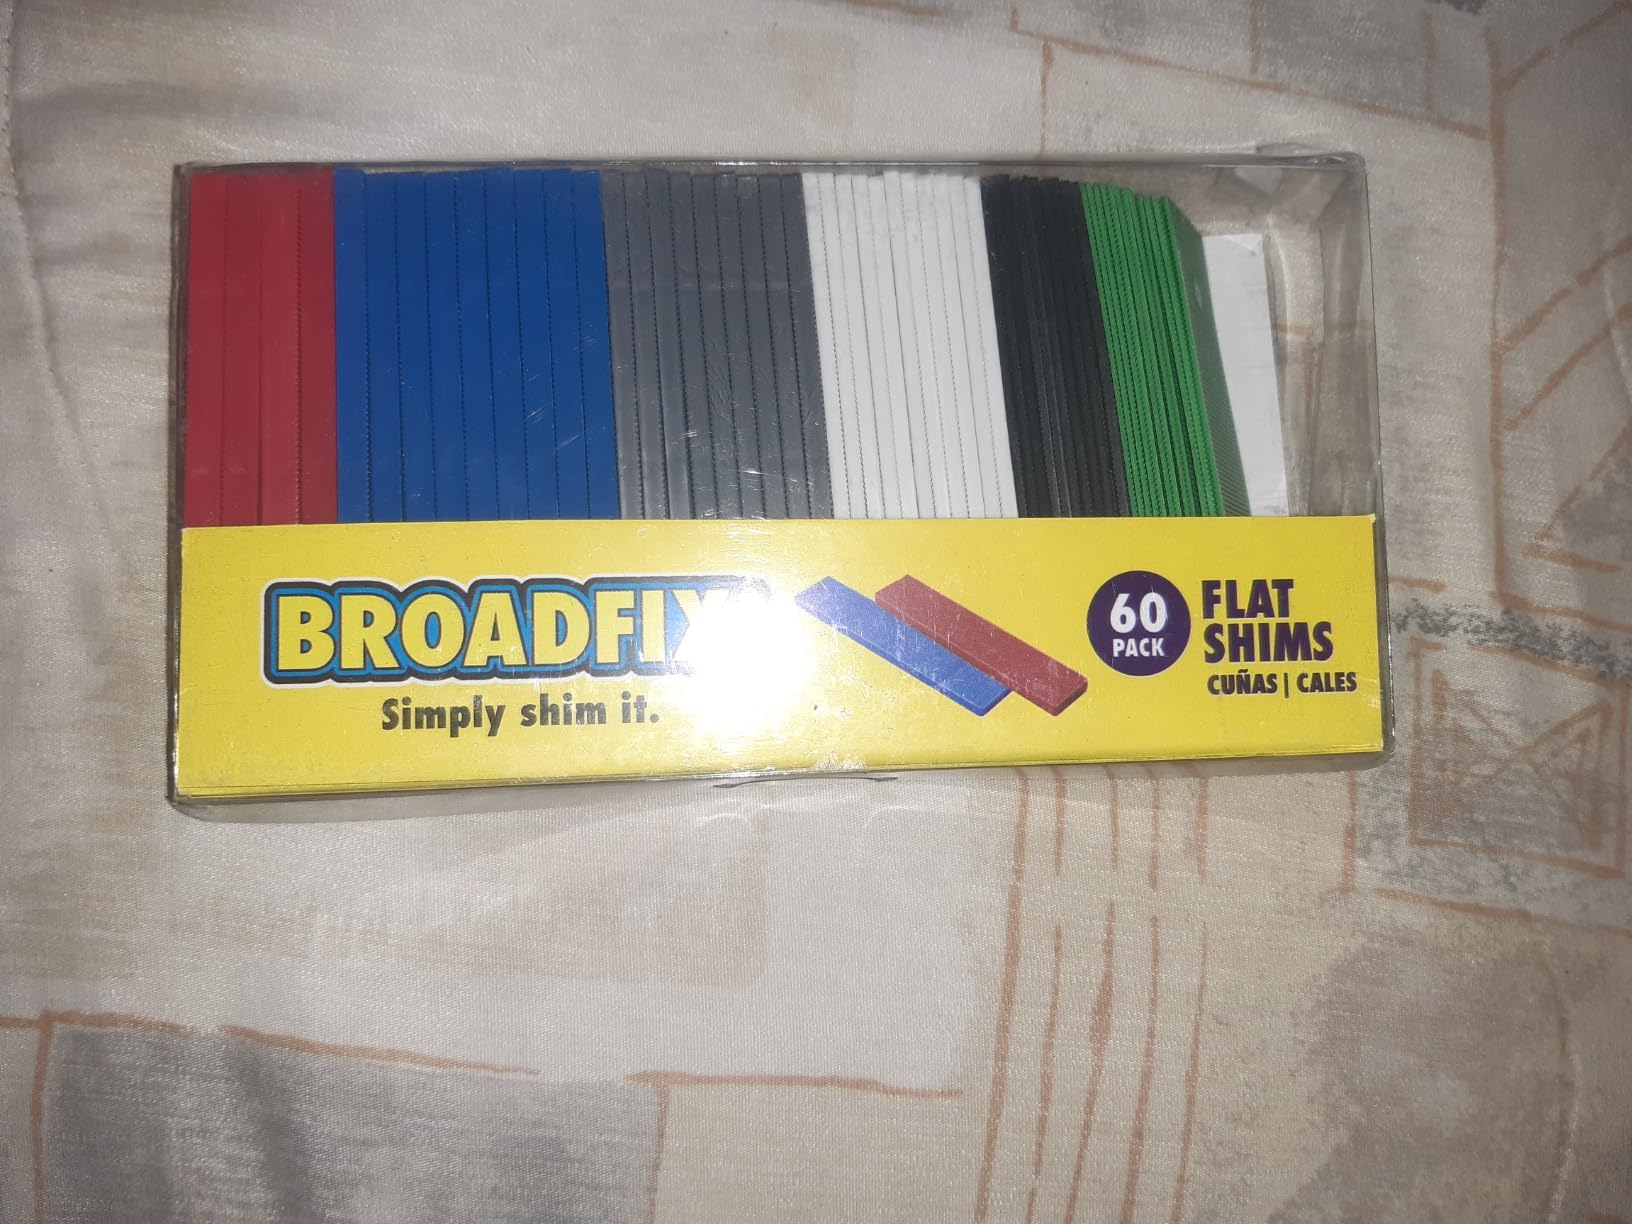 BROADFIX
Simply shim it.
60
PACK
FLAT
SHIMS
CUÑAS | CALES